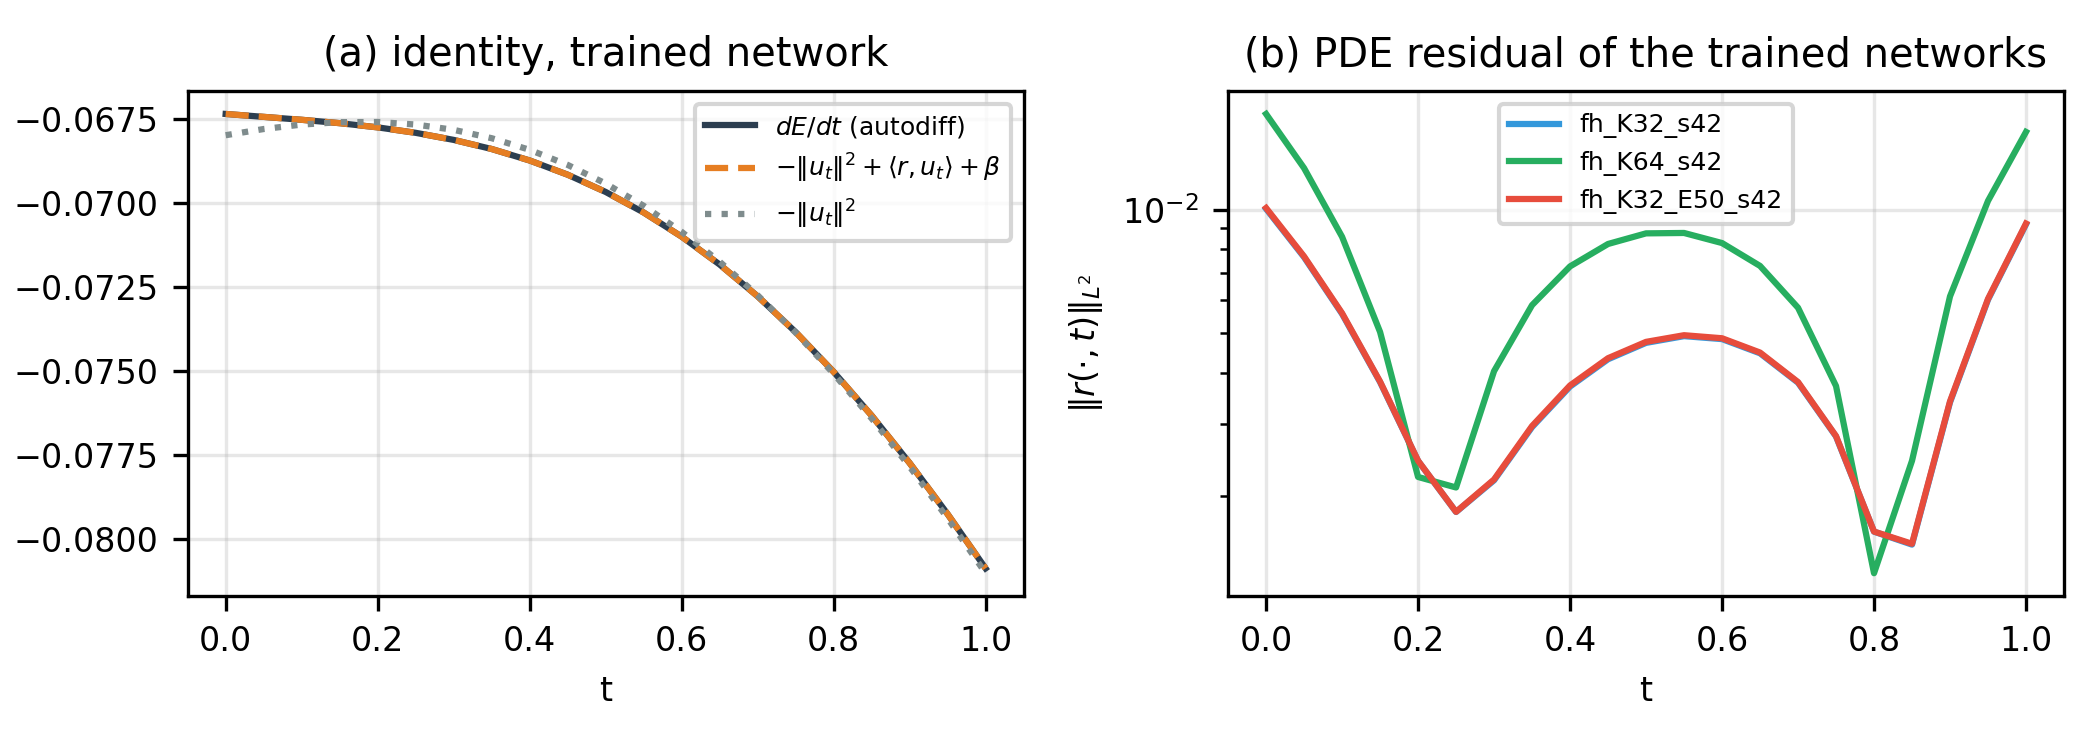 (a) identity, trained network
−0.0675
−0.0700
−0.0725
−0.0750
−0.0775
−0.0800
dE/dt (autodiff)
−‖u_t‖² + ⟨r, u_t⟩ + β
−‖u_t‖²
0.0 0.2 0.4 0.6 0.8 1.0
t
(b) PDE residual of the trained networks
‖r(·, t)‖_{L²}
10⁻²
fh_K32_s42
fh_K64_s42
fh_K32_E50_s42
0.0 0.2 0.4 0.6 0.8 1.0
t